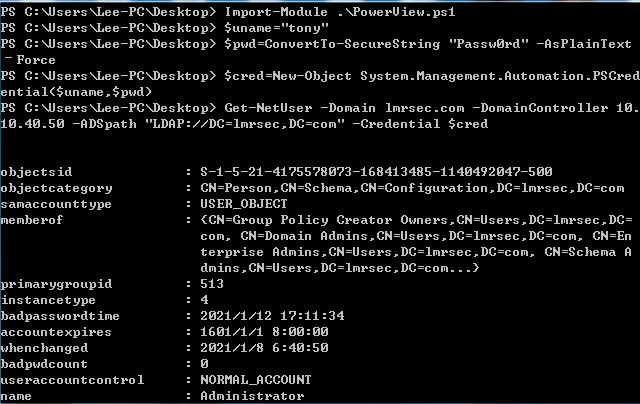 PS C:\Users\Lee-PC\Desktop> Import-Module .\PowerView.ps1
PS C:\Users\Lee-PC\Desktop> $uname="tony"
PS C:\Users\Lee-PC\Desktop> $pwd=ConvertTo-SecureString "Passw0rd" -AsPlainText
-Force
PS C:\Users\Lee-PC\Desktop> $cred=New-Object System.Management.Automation.PSCred
ential($uname,$pwd)
PS C:\Users\Lee-PC\Desktop> Get-NetUser -Domain lmrsec.com -DomainController 10.
10.40.50 -ADSpath "LDAP://DC=lmrsec,DC=com" -Credential $cred
objectsid : S-1-5-21-4175578073-168413485-1140492047-500
objectcategory : CN=Person,CN=Schema,CN=Configuration,DC=lmrsec,DC=com
samaccounttype : USER_OBJECT
memberof : {CN=Group Policy Creator Owners,CN=Users,DC=lmrsec,DC=
com, CN=Domain Admins,CN=Users,DC=lmrsec,DC=com, CN=En
terprise Admins,CN=Users,DC=lmrsec,DC=com, CN=Schema A
dmins,CN=Users,DC=lmrsec,DC=com...}
primarygroupid : 513
instancetype : 4
badpasswordtime : 2021/1/12 17:11:34
accountexpires : 1601/1/1 8:00:00
whenchanged : 2021/1/8 6:40:50
badpwdcount : 0
useraccountcontrol : NORMAL_ACCOUNT
name : Administrator